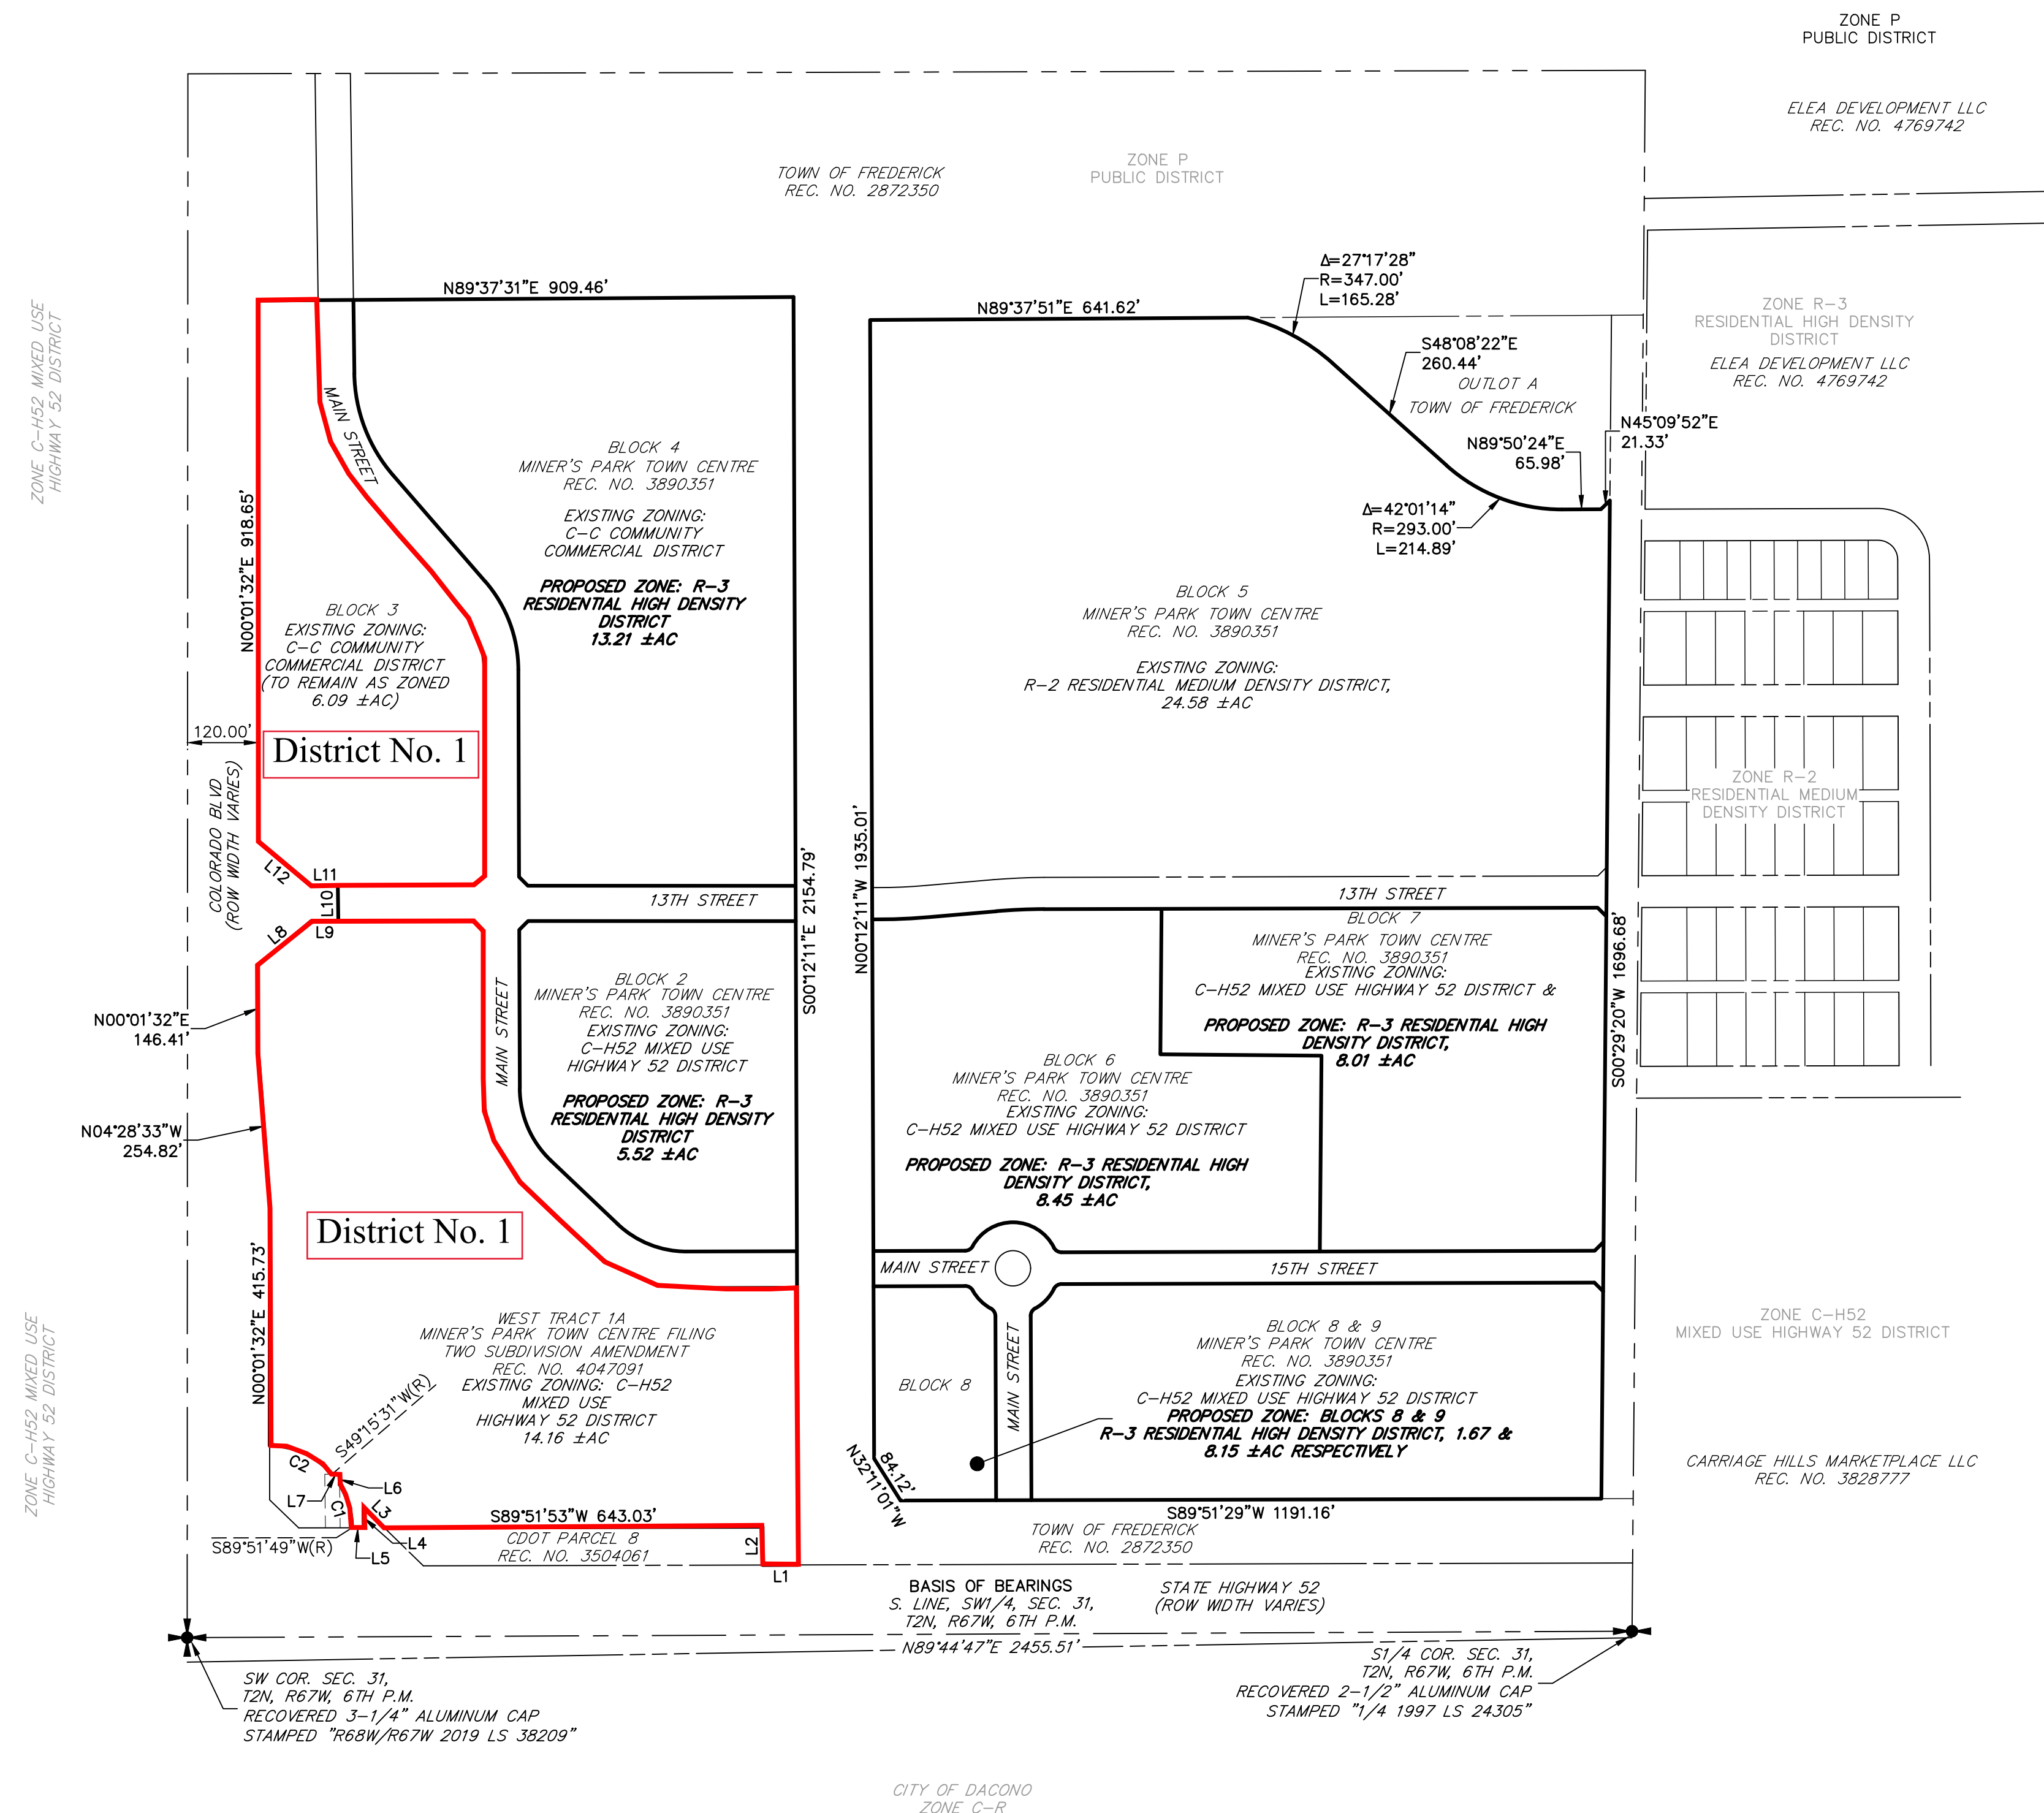 ZONE P
PUBLIC DISTRICT
ELEA DEVELOPMENT LLC
REC. NO. 4769742
TOWN OF FREDERICK
REC. NO. 2872350
ZONE P
PUBLIC DISTRICT
ZONE C-H52 MIXED USE
HIGHWAY 52 DISTRICT
N89°37'31"E 909.46'
N89°37'51"E 641.62'
Δ=27°17'28"
R=347.00'
L=165.28'
S48°08'22"E
260.44'
OUTLOT A
TOWN OF FREDERICK
ZONE R-3
RESIDENTIAL HIGH DENSITY
DISTRICT
ELEA DEVELOPMENT LLC
REC. NO. 4769742
N45°09'52"E
21.33'
N89°50'24"E
65.98'
Δ=42°01'14"
R=293.00'
L=214.89'
MAIN STREET
N00°01'32"E 918.65'
BLOCK 4
MINER'S PARK TOWN CENTRE
REC. NO. 3890351
EXISTING ZONING:
C-C COMMUNITY
COMMERCIAL DISTRICT
PROPOSED ZONE: R-3
RESIDENTIAL HIGH DENSITY
DISTRICT
13.21 ±AC
BLOCK 3
EXISTING ZONING:
C-C COMMUNITY
COMMERCIAL DISTRICT
(TO REMAIN AS ZONED
6.09 ±AC)
120.00'
District No. 1
COLORADO BLVD
(ROW WIDTH VARIES)
BLOCK 5
MINER'S PARK TOWN CENTRE
REC. NO. 3890351
EXISTING ZONING:
R-2 RESIDENTIAL MEDIUM DENSITY DISTRICT,
24.58 ±AC
ZONE R-2
RESIDENTIAL MEDIUM
DENSITY DISTRICT
L12
L11
L10
L9
L8
13TH STREET
S00°12'11"E 2154.79'
N00°12'11"W 1935.01'
13TH STREET
S00°29'20"W 1696.68'
BLOCK 7
MINER'S PARK TOWN CENTRE
REC. NO. 3890351
EXISTING ZONING:
C-H52 MIXED USE HIGHWAY 52 DISTRICT &
PROPOSED ZONE: R-3 RESIDENTIAL HIGH
DENSITY DISTRICT,
8.01 ±AC
N00°01'32"E
146.41'
N04°28'33"W
254.82'
MAIN STREET
BLOCK 2
MINER'S PARK TOWN CENTRE
REC. NO. 3890351
EXISTING ZONING:
C-H52 MIXED USE
HIGHWAY 52 DISTRICT
PROPOSED ZONE: R-3
RESIDENTIAL HIGH DENSITY
DISTRICT
5.52 ±AC
BLOCK 6
MINER'S PARK TOWN CENTRE
REC. NO. 3890351
EXISTING ZONING:
C-H52 MIXED USE HIGHWAY 52 DISTRICT
PROPOSED ZONE: R-3 RESIDENTIAL HIGH
DENSITY DISTRICT,
8.45 ±AC
District No. 1
MAIN STREET
15TH STREET
N00°01'32"E 415.73'
ZONE C-H52 MIXED USE
HIGHWAY 52 DISTRICT
WEST TRACT 1A
MINER'S PARK TOWN CENTRE FILING
TWO SUBDIVISION AMENDMENT
REC. NO. 4047091
EXISTING ZONING: C-H52
MIXED USE
HIGHWAY 52 DISTRICT
14.16 ±AC
S49°15'31"W(R)
C2
L7
L6
C1
L3
L4
L5
S89°51'49"W(R)
S89°51'53"W 643.03'
CDOT PARCEL 8
REC. NO. 3504061
L2
L1
BLOCK 8
MAIN STREET
BLOCK 8 & 9
MINER'S PARK TOWN CENTRE
REC. NO. 3890351
EXISTING ZONING:
C-H52 MIXED USE HIGHWAY 52 DISTRICT
PROPOSED ZONE: BLOCKS 8 & 9
R-3 RESIDENTIAL HIGH DENSITY DISTRICT, 1.67 &
8.15 ±AC RESPECTIVELY
84.12'
N32°11'01"W
S89°51'29"W 1191.16'
TOWN OF FREDERICK
REC. NO. 2872350
ZONE C-H52
MIXED USE HIGHWAY 52 DISTRICT
CARRIAGE HILLS MARKETPLACE LLC
REC. NO. 3828777
BASIS OF BEARINGS
S. LINE, SW1/4, SEC. 31,
T2N, R67W, 6TH P.M.
STATE HIGHWAY 52
(ROW WIDTH VARIES)
N89°44'47"E 2455.51'
SW COR. SEC. 31,
T2N, R67W, 6TH P.M.
RECOVERED 3-1/4" ALUMINUM CAP
STAMPED "R68W/R67W 2019 LS 38209"
S1/4 COR. SEC. 31,
T2N, R67W, 6TH P.M.
RECOVERED 2-1/2" ALUMINUM CAP
STAMPED "1/4 1997 LS 24305"
CITY OF DACONO
ZONE C-R